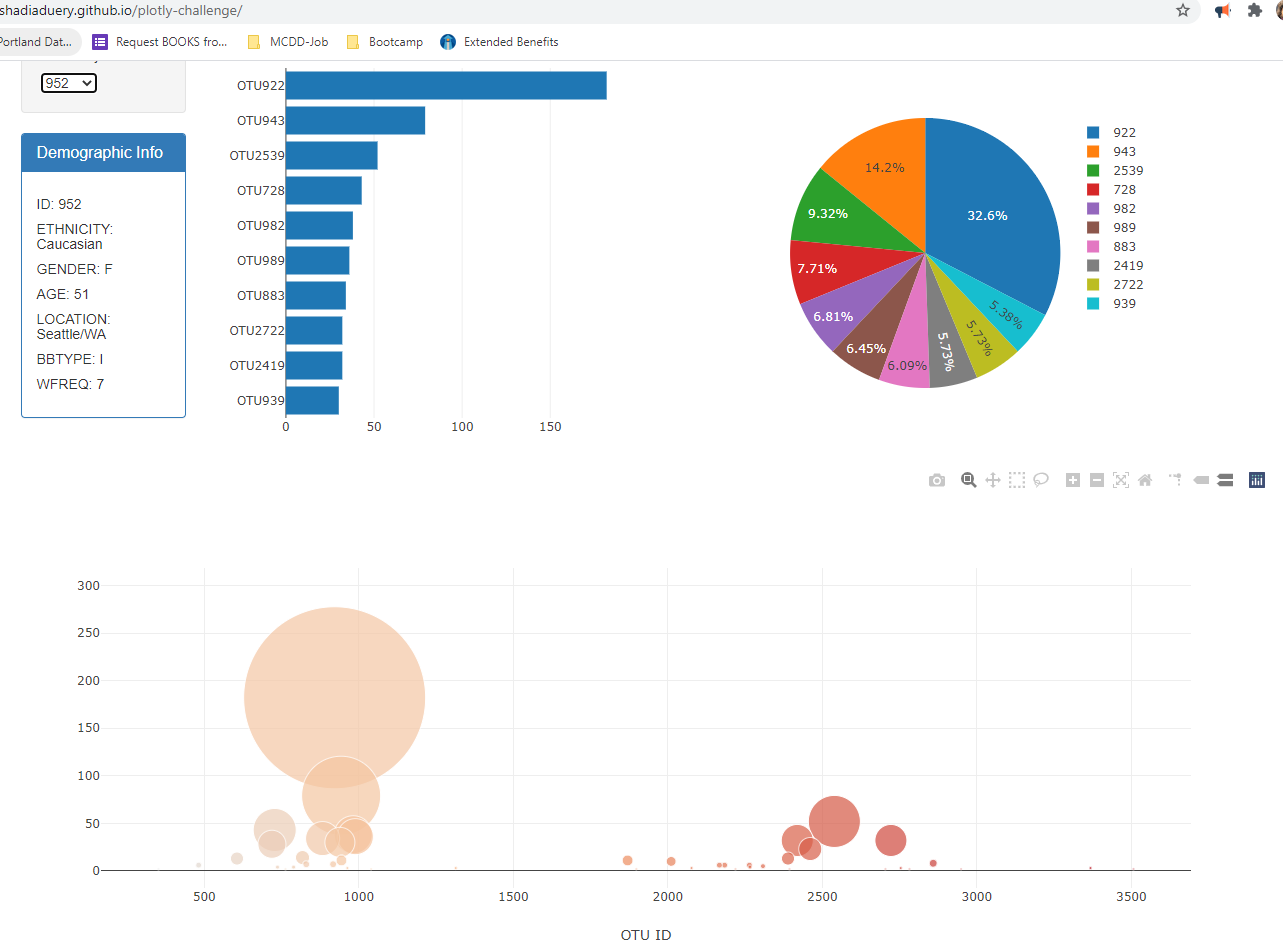 shadiaduery.github.io/plotly-challenge/
Portland Dat...
Request BOOKS fro...
MCDD-Job
Bootcamp
Extended Benefits
952
Demographic Info
ID: 952
ETHNICITY:
Caucasian
GENDER: F
AGE: 51
LOCATION:
Seattle/WA
BBTYPE: I
WFREQ: 7
OTU922
OTU943
OTU2539
OTU728
OTU982
OTU989
OTU883
OTU2722
OTU2419
OTU939
0 50 100 150
14.2%
32.6%
9.32%
7.71%
6.81%
6.45%
6.09%
5.73%
5.73%
5.38%
922
943
2539
728
982
989
883
2419
2722
939
300
250
200
150
100
50
0
500 1000 1500 2000 2500 3000 3500
OTU ID